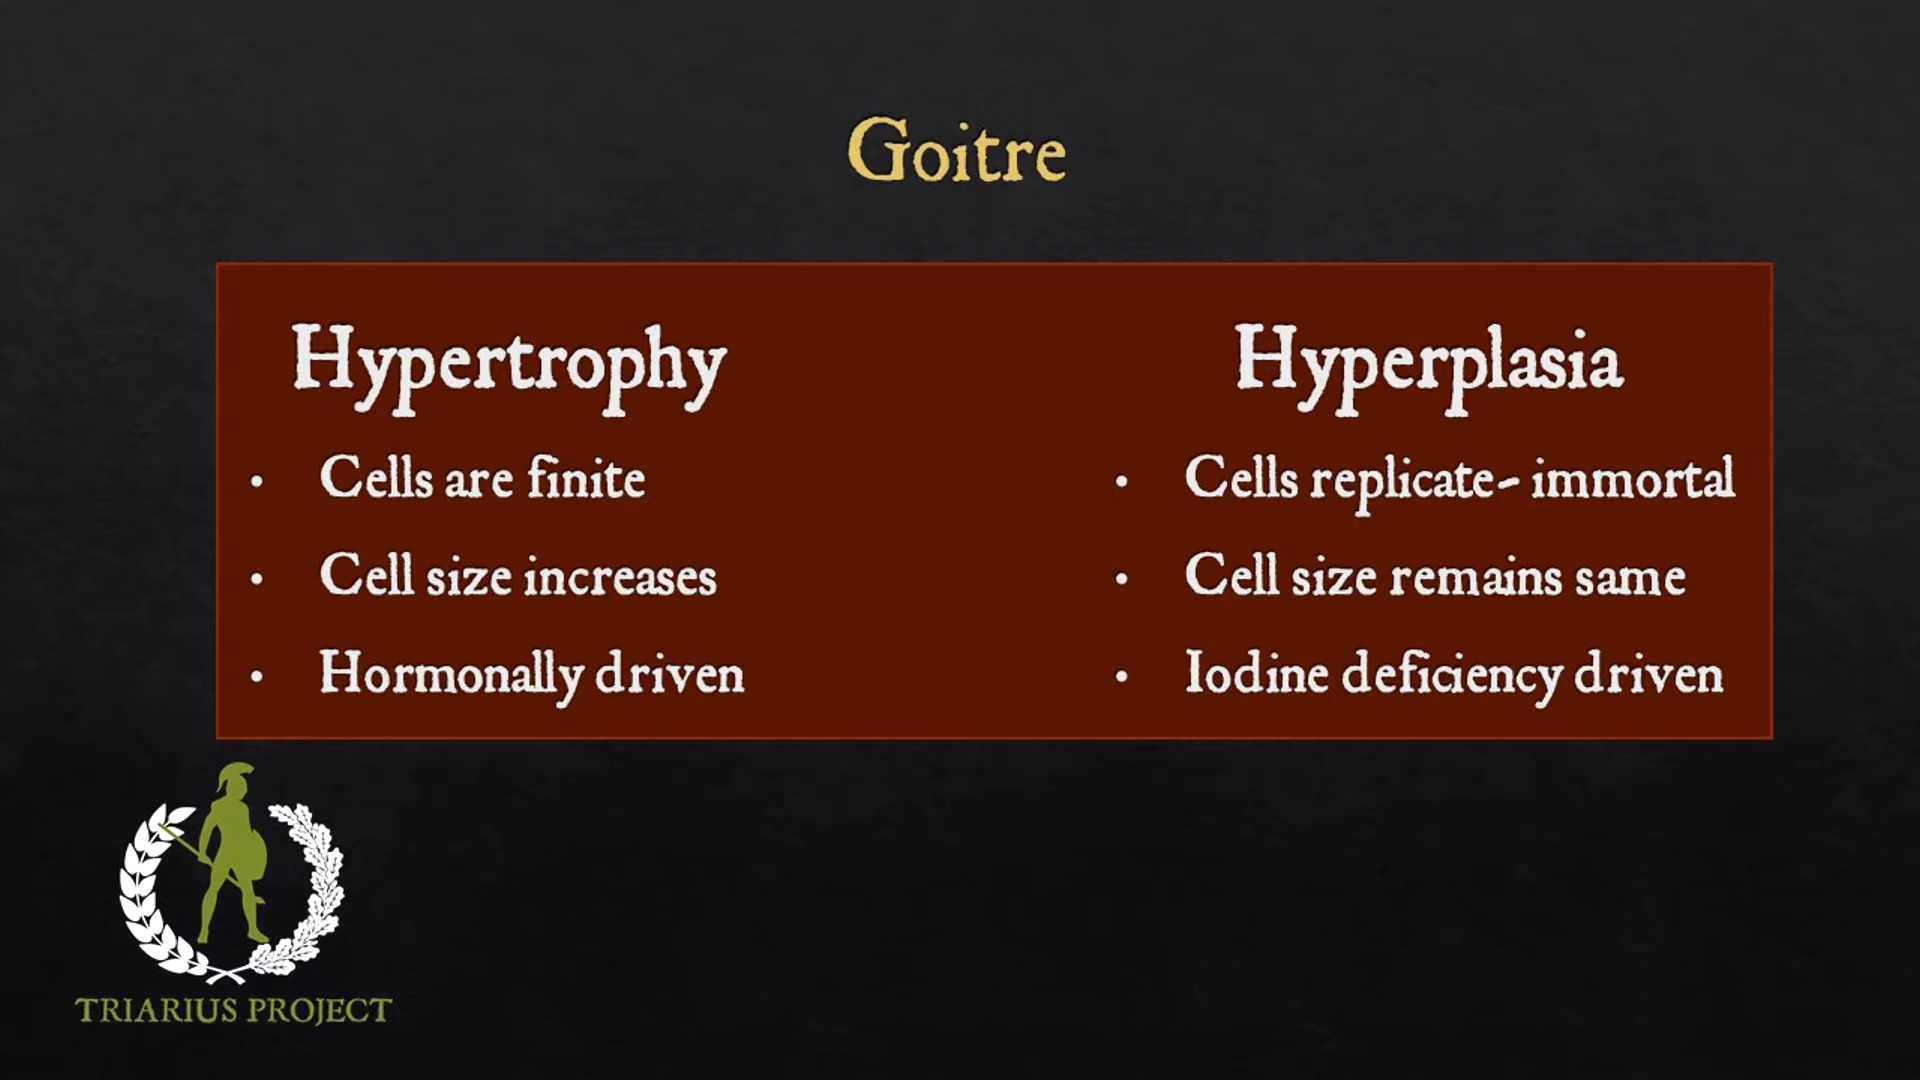 Goitre
Hypertrophy
• Cells are finite
• Cell size increases
• Hormonally driven
Hyperplasia
• Cells replicate- immortal
• Cell size remains same
• Iodine deficiency driven
TRIARIUS PROJECT